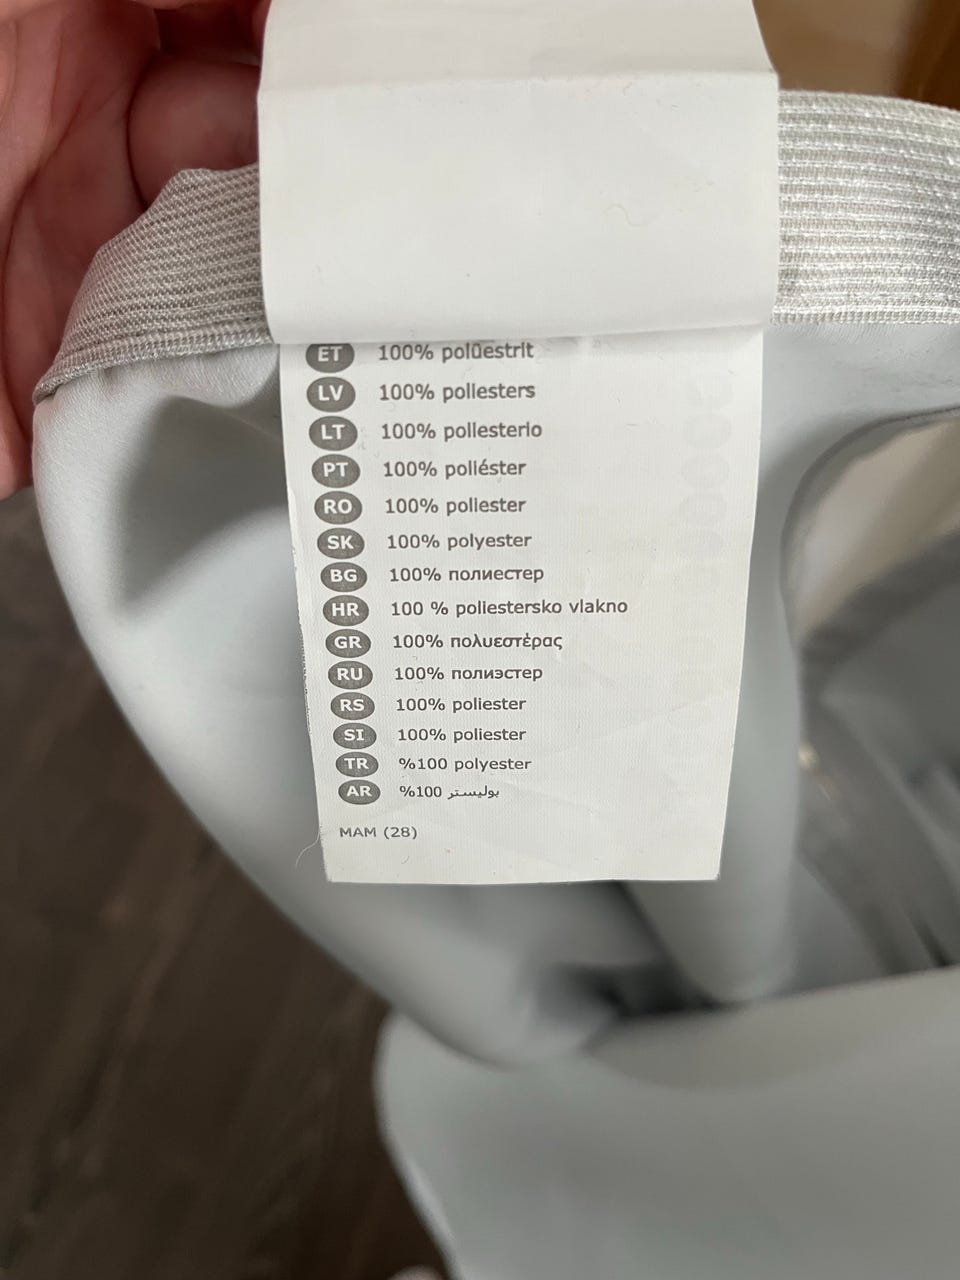 ET 100% polüestrit
LV 100% poliesters
LT 100% poliesterio
PT 100% poliéster
RO 100% poliester
SK 100% polyester
BG 100% полиестер
HR 100 % poliestersko vlakno
GR 100% πολυεστέρας
RU 100% полиэстер
RS 100% poliester
SI 100% poliester
TR %100 polyester
AR %100 بوليستر
MAM (28)